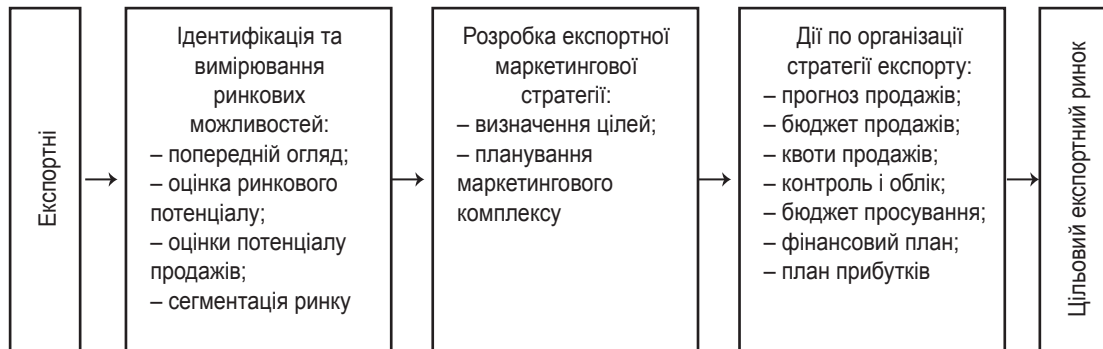 Експортні
Ідентифікація та
вимірювання
ринкових
можливостей:
– попередній огляд;
– оцінка ринкового
потенціалу;
– оцінки потенціалу
продажів;
– сегментація ринку
Розробка експортної
маркетингової
стратегії:
– визначення цілей;
– планування
маркетингового
комплексу
Дії по організації
стратегії експорту:
– прогноз продажів;
– бюджет продажів;
– квоти продажів;
– контроль і облік;
– бюджет просування;
– фінансовий план;
– план прибутків
Цільовий експортний ринок